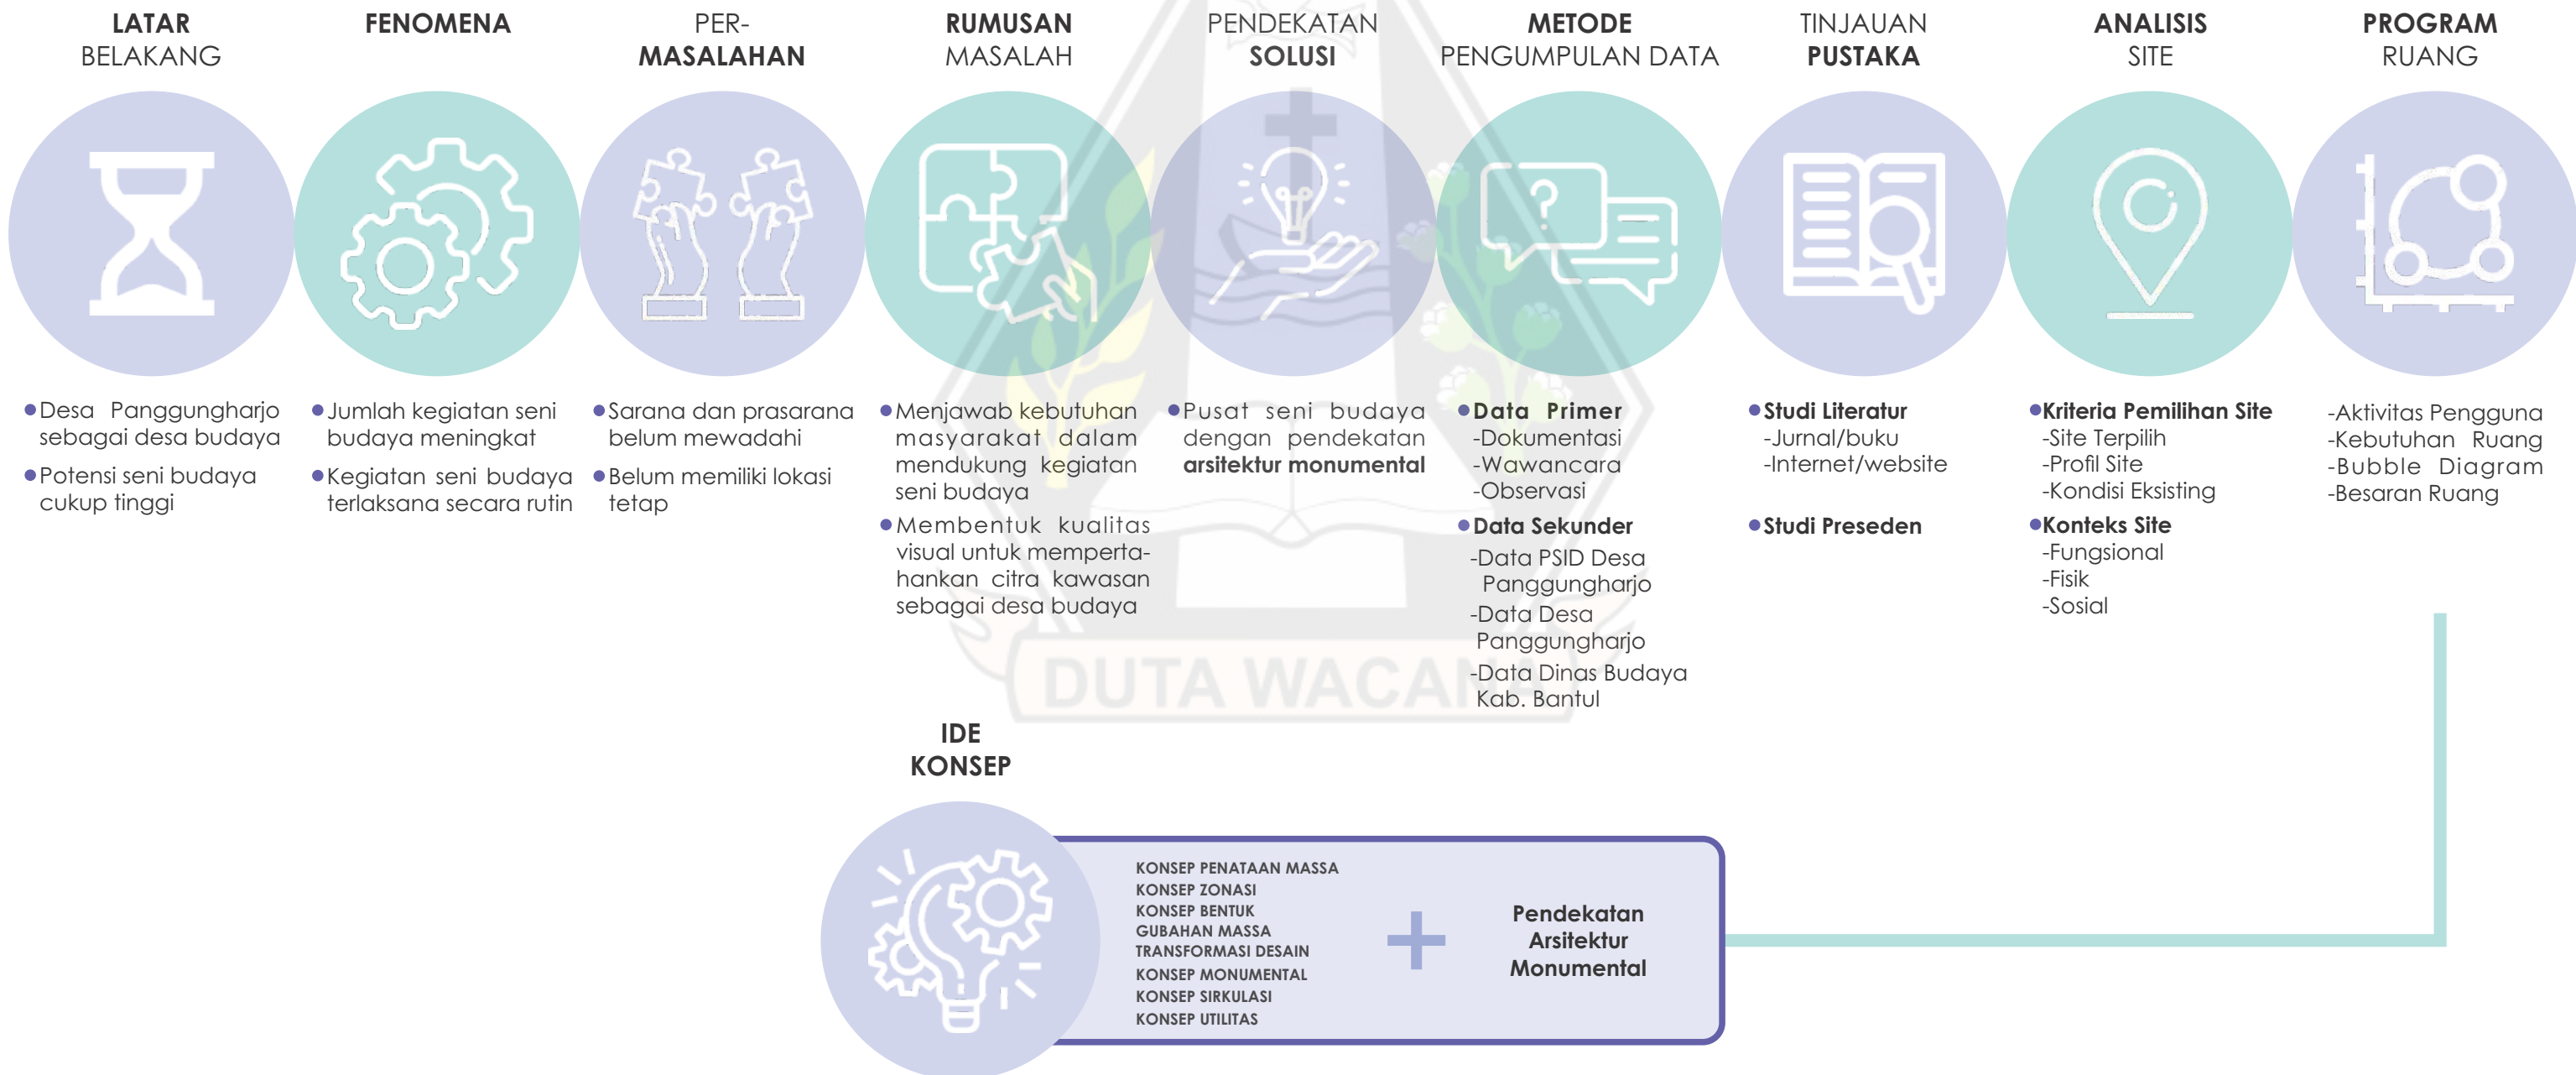 LATAR
BELAKANG
FENOMENA
PER-
MASALAHAN
RUMUSAN
MASALAH
PENDEKATAN
SOLUSI
METODE
PENGUMPULAN DATA
TINJAUAN
PUSTAKA
ANALISIS
SITE
PROGRAM
RUANG
?
•Desa Panggungharjo
sebagai desa budaya
•Potensi seni budaya
cukup tinggi
•Jumlah kegiatan seni
budaya meningkat
•Kegiatan seni budaya
terlaksana secara rutin
•Sarana dan prasarana
belum mewadahi
•Belum memiliki lokasi
tetap
•Menjawab kebutuhan
masyarakat dalam
mendukung kegiatan
seni budaya
•Membentuk kualitas
visual untuk memperta-
hankan citra kawasan
sebagai desa budaya
•Pusat seni budaya
dengan pendekatan
arsitektur monumental
•Data Primer
-Dokumentasi
-Wawancara
-Observasi
•Data Sekunder
-Data PSID Desa
Panggungharjo
-Data Desa
Panggungharjo
-Data Dinas Budaya
Kab. Bantul
•Studi Literatur
-Jurnal/buku
-Internet/website
•Studi Preseden
•Kriteria Pemilihan Site
-Site Terpilih
-Profil Site
-Kondisi Eksisting
•Konteks Site
-Fungsional
-Fisik
-Sosial
-Aktivitas Pengguna
-Kebutuhan Ruang
-Bubble Diagram
-Besaran Ruang
DUTA WACANA
IDE
KONSEP
KONSEP PENATAAN MASSA
KONSEP ZONASI
KONSEP BENTUK
GUBAHAN MASSA
TRANSFORMASI DESAIN
KONSEP MONUMENTAL
KONSEP SIRKULASI
KONSEP UTILITAS
+
Pendekatan
Arsitektur
Monumental